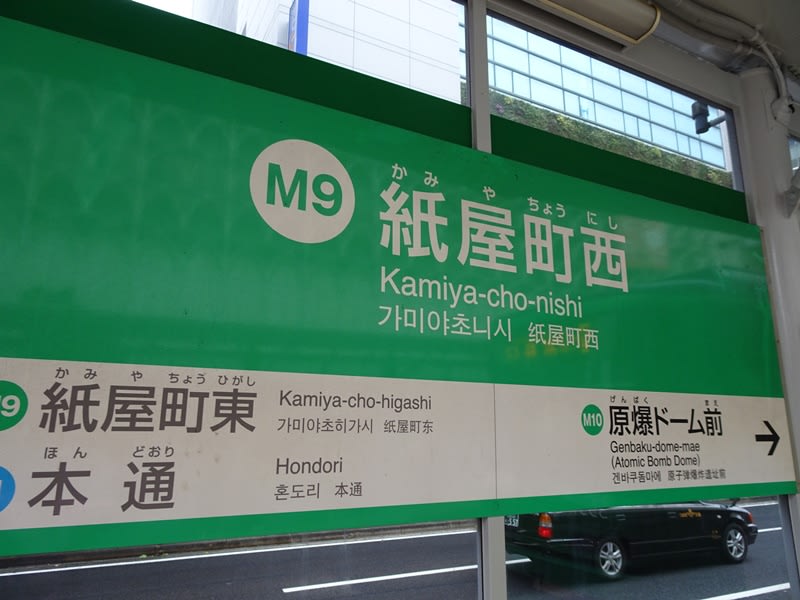 M9
かみ や ちょう にし
紙屋町西
Kamiya-cho-nishi
가미야초니시 纸屋町西
かみ や ちょう ひがし
紙屋町東
Kamiya-cho-higashi
가미야초히가시 纸屋町东
ほん どおり
本通
Hondori
혼도리 本通
M10
げんばく まえ
原爆ドーム前
Genbaku-dome-mae
(Atomic Bomb Dome)
겐바쿠돔마에 原子弹爆炸遗址前